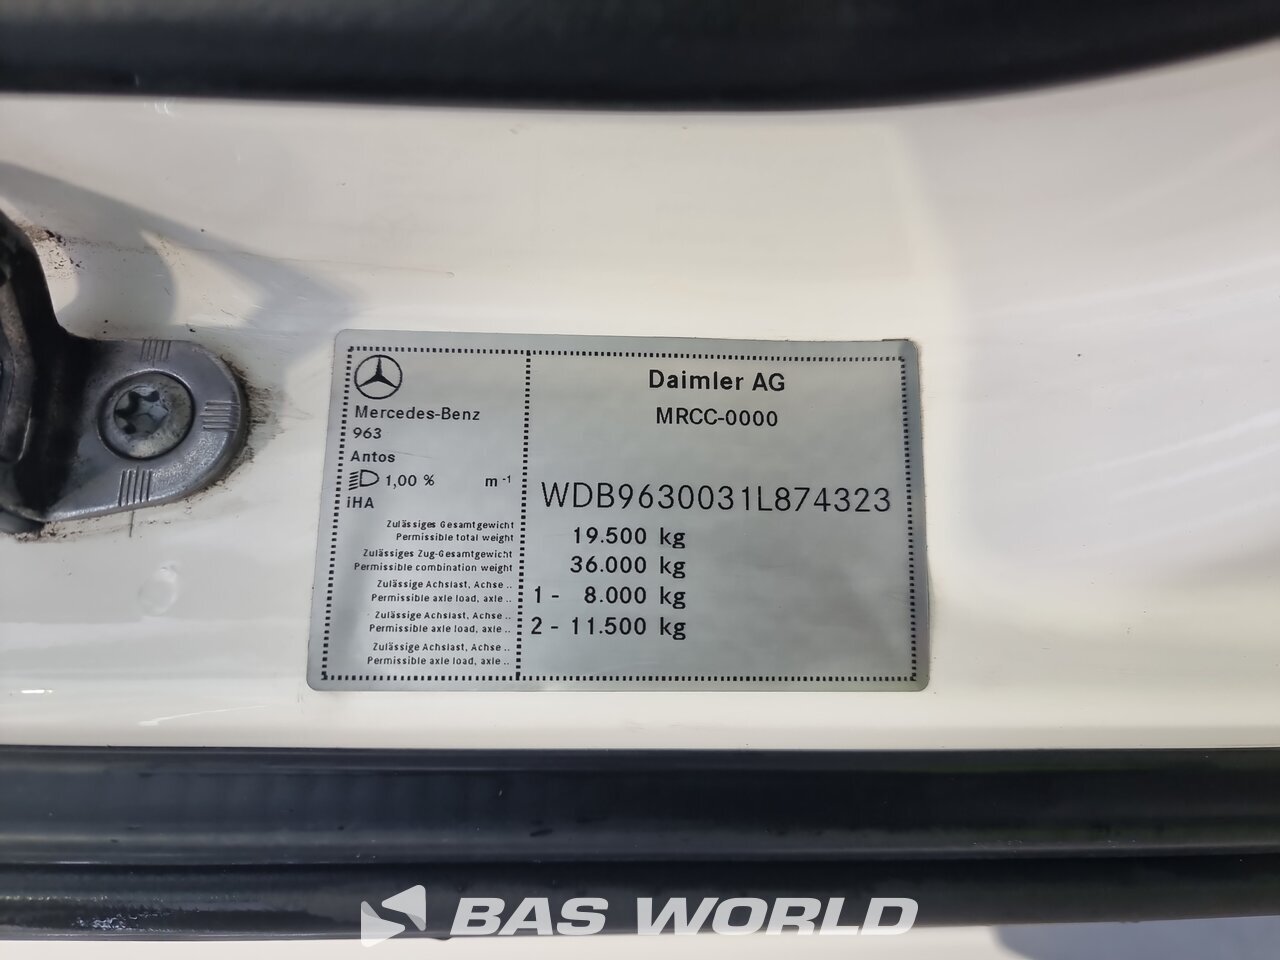 Mercedes-Benz
963
Antos
1,00 % m⁻¹
iHA
Zulässiges Gesamtgewicht
Permissible total weight
Zulässiges Zug-Gesamtgewicht
Permissible combination weight
Zulässige Achslast, Achse ..
Permissible axle load, axle ..
Zulässige Achslast, Achse ..
Permissible axle load, axle ..
Zulässige Achslast, Achse ..
Permissible axle load, axle ..
Daimler AG
MRCC-0000
WDB9630031L874323
19.500 kg
36.000 kg
1 - 8.000 kg
2 - 11.500 kg
BAS WORLD